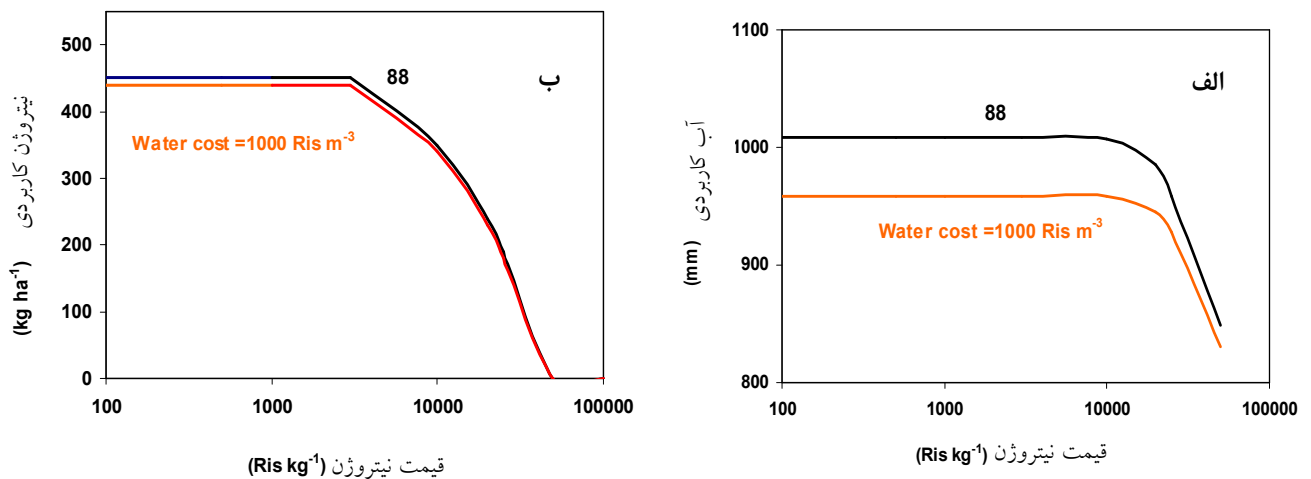 1100
1000
900
800
آب کاربردی (mm)
الف
88
Water cost =1000 Ris m⁻³
100 1000 10000 100000
قیمت نیتروژن (Ris kg⁻¹)
500
450
400
300
200
100
0
نیتروژن کاربردی (kg ha⁻¹)
ب
88
Water cost =1000 Ris m⁻³
100 1000 10000 100000
قیمت نیتروژن (Ris kg⁻¹)